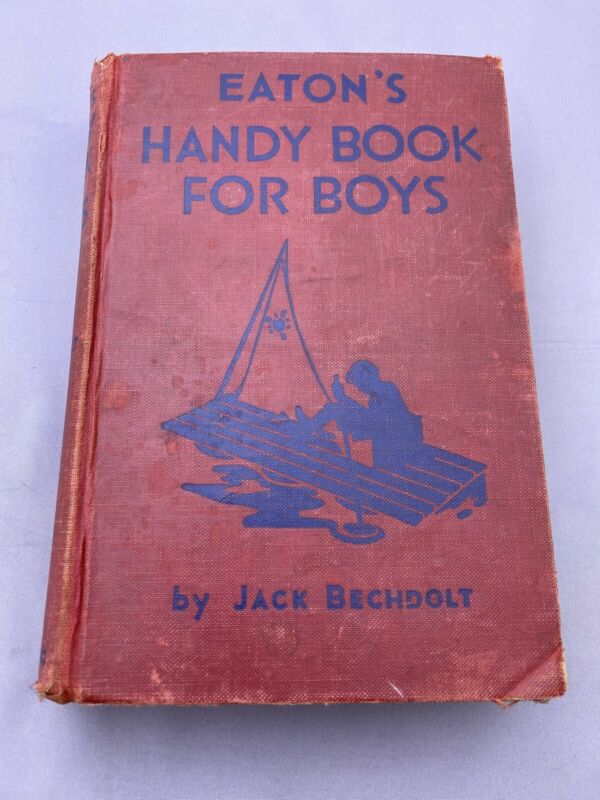 EATON'S
HANDY BOOK
FOR BOYS
by JACK BECHDOLT